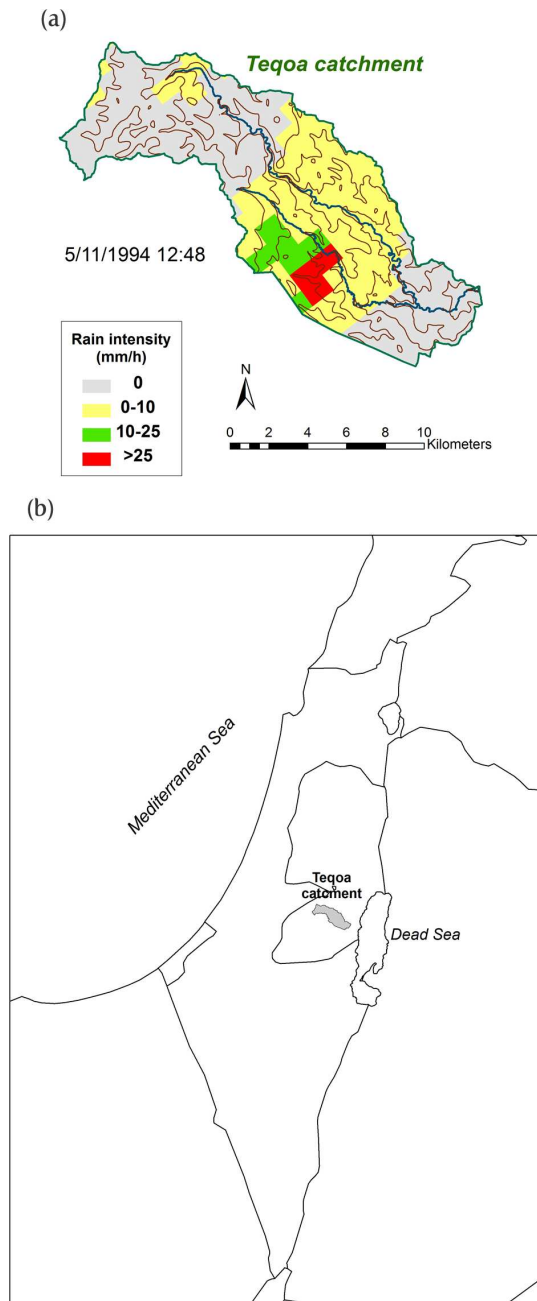 (a)
Teqoa catchment
5/11/1994 12:48
Rain intensity
(mm/h)
0
0-10
10-25
>25
N
0 2 4 6 8 10
Kilometers
(b)
Mediterranean Sea
Teqoa
catchment
Dead Sea